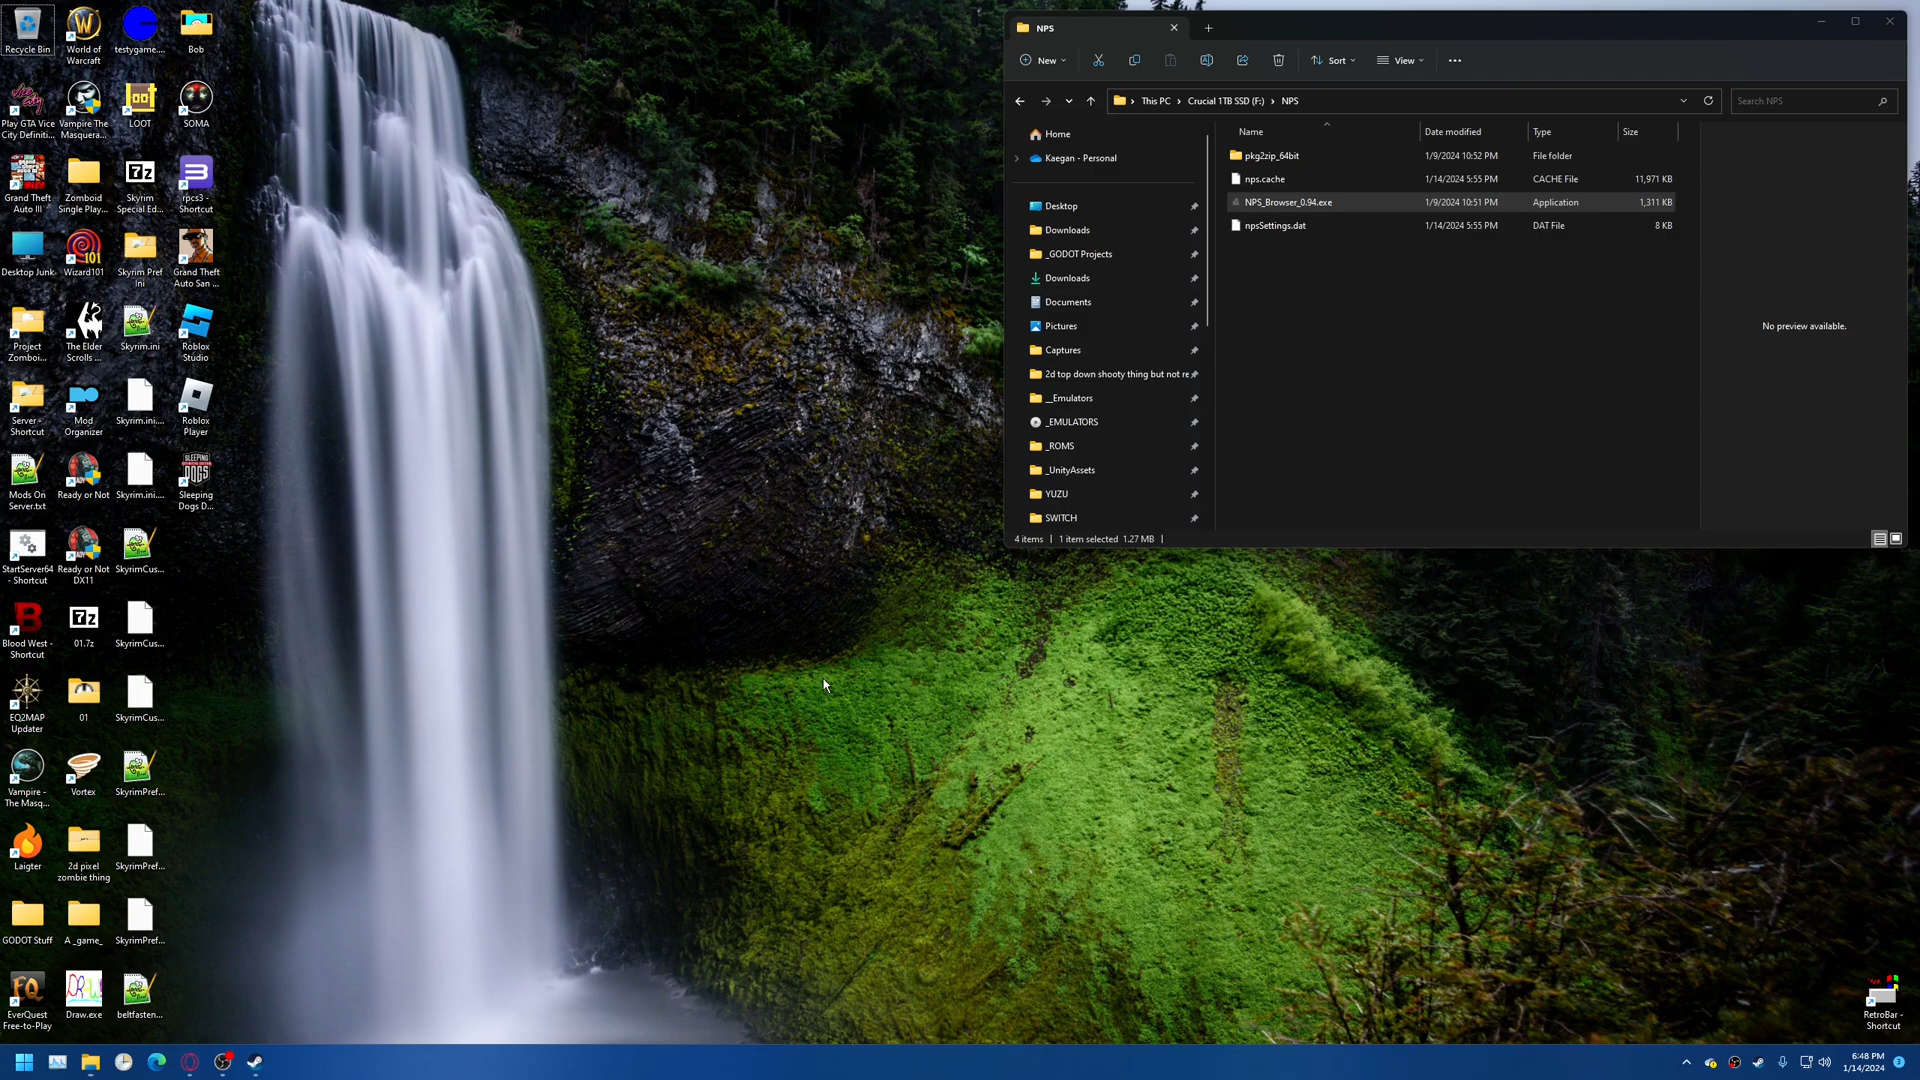 Recycle Bin
World of
Warcraft
testygame....
Bob
Play GTA Vice
City Definiti...
Vampire The
Masquera...
LOOT
SOMA
Grand Theft
Auto III
Zomboid
Single Play...
Skyrim
Special Ed...
rpcs3 -
Shortcut
Desktop Junk
Wizard101
Skyrim Pref
Ini
Grand Theft
Auto San ...
Project
Zomboi...
The Elder
Scrolls ...
Skyrim.ini
Roblox
Studio
Server -
Shortcut
Mod
Organizer
Skyrim.ini....
Roblox
Player
Mods On
Server.txt
Ready or Not
Skyrim.ini....
Sleeping
Dogs D...
StartServer64
- Shortcut
Ready or Not
DX11
SkyrimCus...
Blood West -
Shortcut
01.7z
SkyrimCus...
EQ2MAP
Updater
01
SkyrimCus...
Vampire -
The Masq...
Vortex
SkyrimPref...
Laigter
2d pixel
zombie thing
SkyrimPref...
GODOT Stuff
A _game_
SkyrimPref...
EverQuest
Free-to-Play
Draw.exe
beltfasten...
NPS
New
Sort
View
This PC > Crucial 1TB SSD (F:) > NPS
Search NPS
Home
Kaegan - Personal
Desktop
Downloads
_GODOT Projects
Downloads
Documents
Pictures
Captures
2d top down shooty thing but not re
__Emulators
_EMULATORS
_ROMS
_UnityAssets
YUZU
SWITCH
Name Date modified Type Size
pkg2zip_64bit 1/9/2024 10:52 PM File folder
nps.cache 1/14/2024 5:55 PM CACHE File 11,971 KB
NPS_Browser_0.94.exe 1/9/2024 10:51 PM Application 1,311 KB
npsSettings.dat 1/14/2024 5:55 PM DAT File 8 KB
No preview available.
4 items 1 item selected 1.27 MB
RetroBar -
Shortcut
6:48 PM
1/14/2024
3